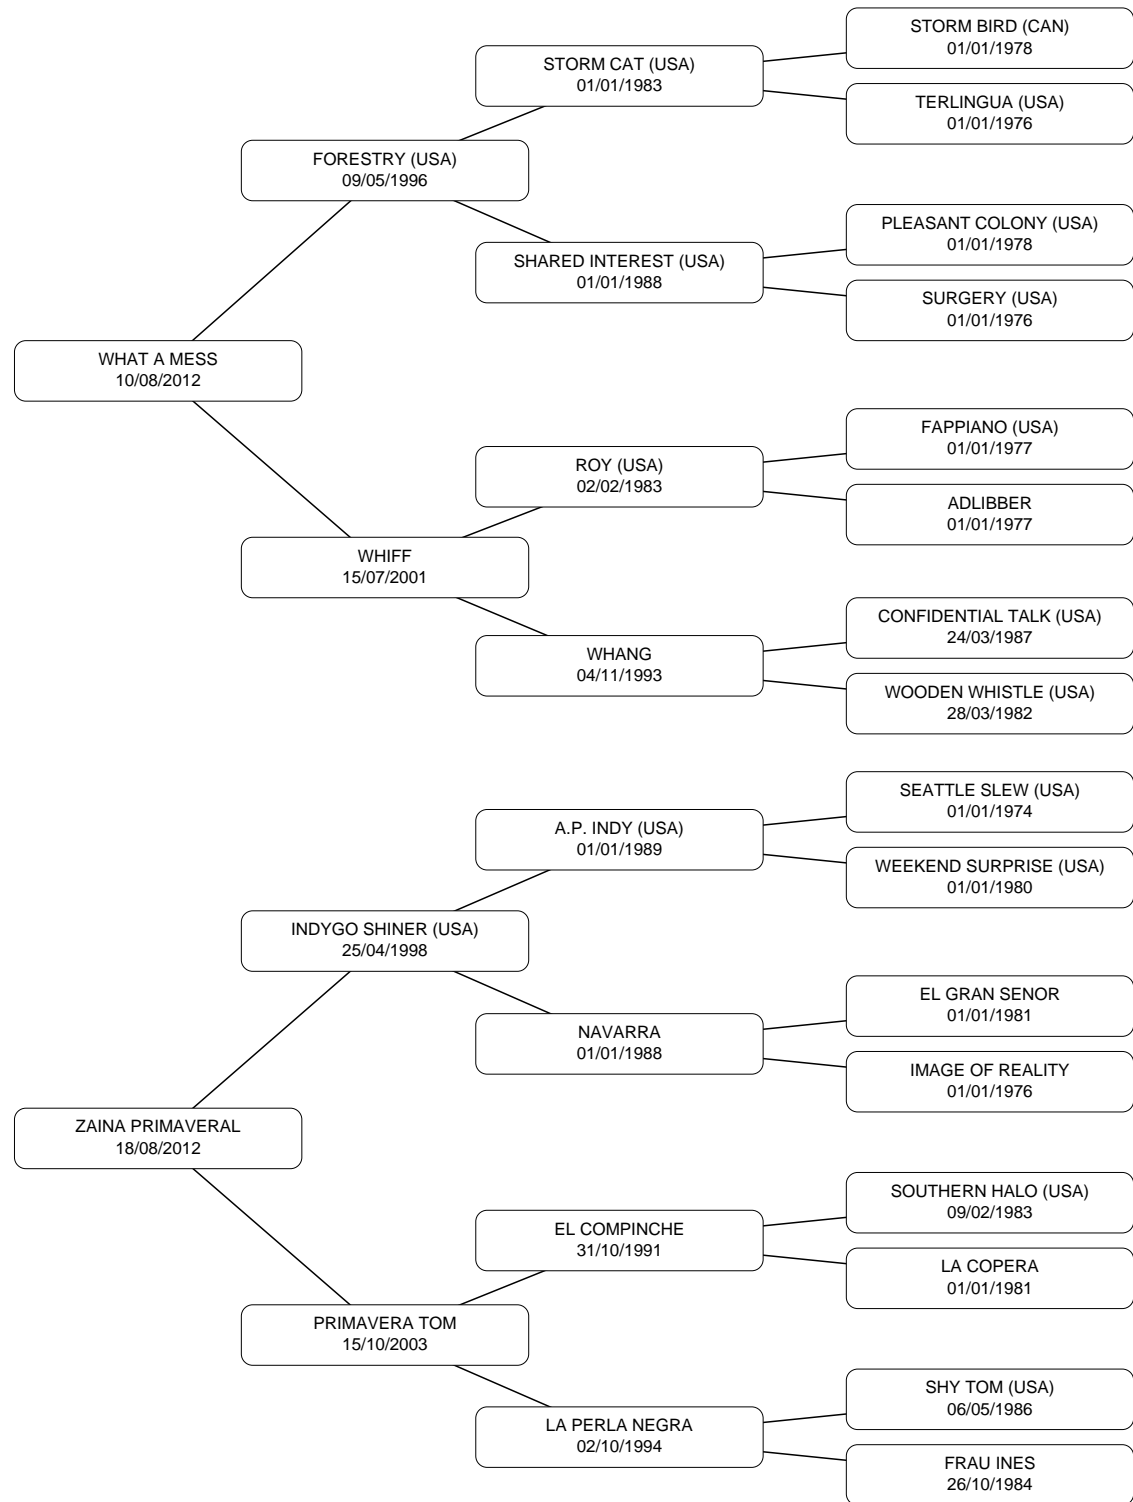 STORM BIRD (CAN)
01/01/1978
STORM CAT (USA)
01/01/1983
TERLINGUA (USA)
01/01/1976
FORESTRY (USA)
09/05/1996
PLEASANT COLONY (USA)
01/01/1978
SHARED INTEREST (USA)
01/01/1988
SURGERY (USA)
01/01/1976
WHAT A MESS
10/08/2012
FAPPIANO (USA)
01/01/1977
ROY (USA)
02/02/1983
ADLIBBER
01/01/1977
WHIFF
15/07/2001
CONFIDENTIAL TALK (USA)
24/03/1987
WHANG
04/11/1993
WOODEN WHISTLE (USA)
28/03/1982
SEATTLE SLEW (USA)
01/01/1974
A.P. INDY (USA)
01/01/1989
WEEKEND SURPRISE (USA)
01/01/1980
INDYGO SHINER (USA)
25/04/1998
EL GRAN SENOR
01/01/1981
NAVARRA
01/01/1988
IMAGE OF REALITY
01/01/1976
ZAINA PRIMAVERAL
18/08/2012
SOUTHERN HALO (USA)
09/02/1983
EL COMPINCHE
31/10/1991
LA COPERA
01/01/1981
PRIMAVERA TOM
15/10/2003
SHY TOM (USA)
06/05/1986
LA PERLA NEGRA
02/10/1994
FRAU INES
26/10/1984